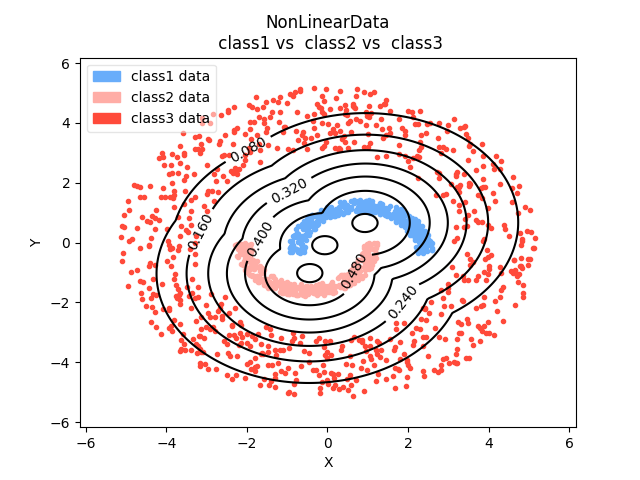 NonLinearData
class1 vs  class2 vs  class3
6
4
2
0
−2
−4
−6
Y
class1 data
class2 data
class3 data
0.080
0.320
0.160
0.400
0.480
0.240
−6
−4
−2
0
2
4
6
X